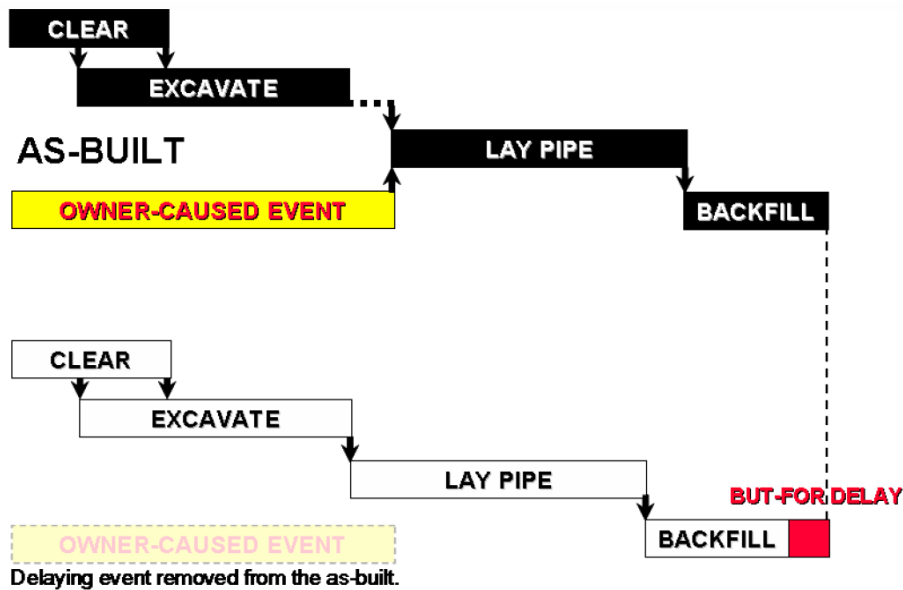 CLEAR
EXCAVATE
AS-BUILT
LAY PIPE
OWNER-CAUSED EVENT
BACKFILL
CLEAR
EXCAVATE
LAY PIPE
BUT-FOR DELAY
OWNER-CAUSED EVENT
BACKFILL
Delaying event removed from the as-built.